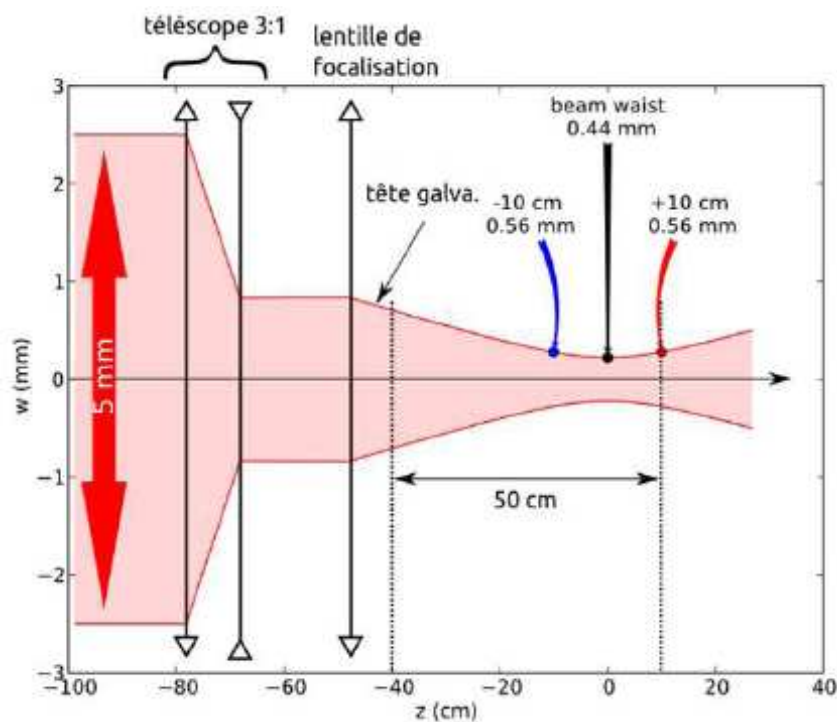 téléscope 3:1
lentille de
focalisation
beam waist
0.44 mm
tête galva.
-10 cm
0.56 mm
+10 cm
0.56 mm
5 mm
50 cm
w (mm)
3
2
1
0
−1
−2
−3
−100
−80
−60
−40
−20
0
20
40
z (cm)